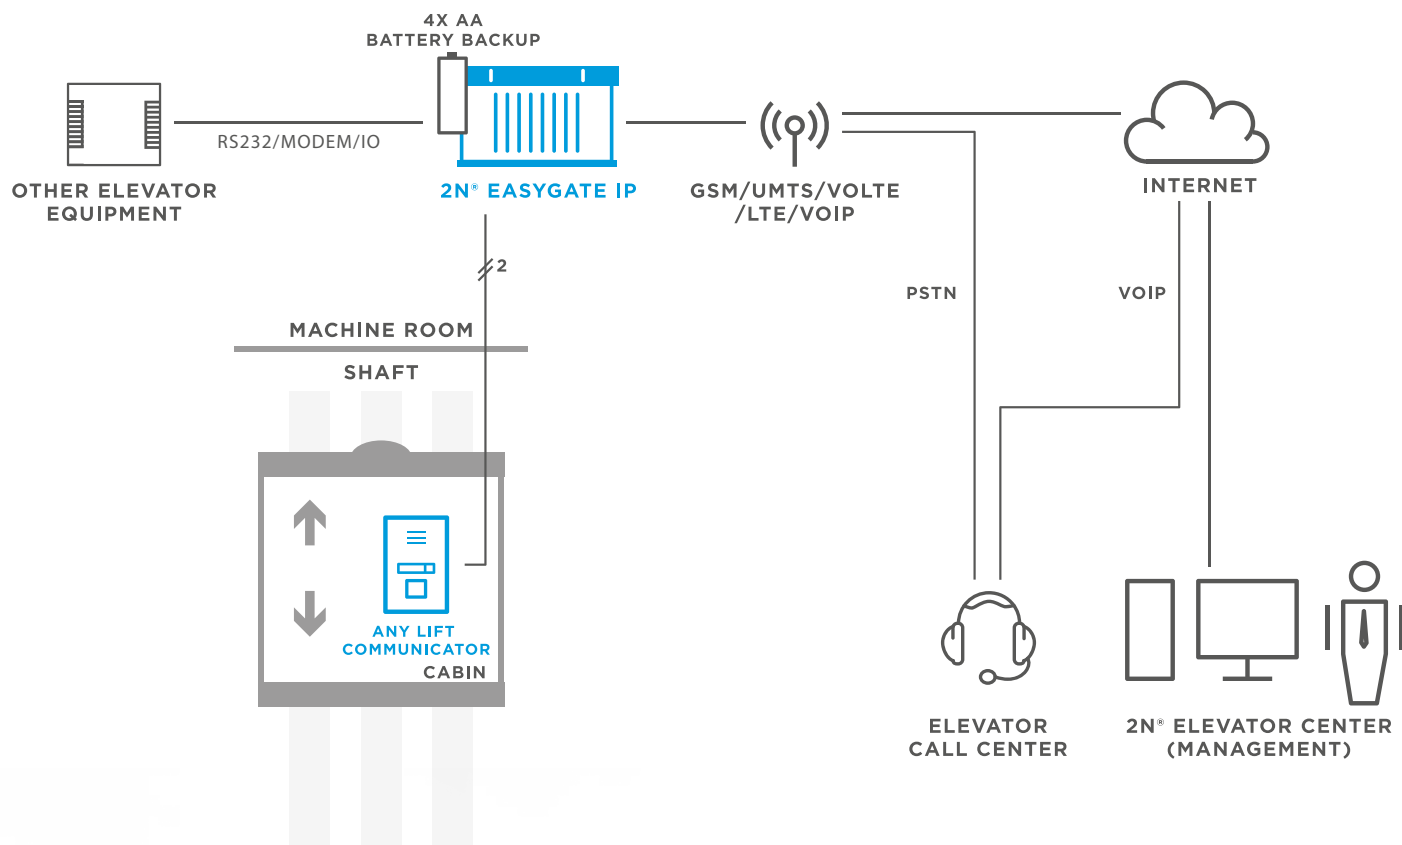 4X AA
BATTERY BACKUP
RS232/MODEM/IO
OTHER ELEVATOR
EQUIPMENT
2N® EASYGATE IP
GSM/UMTS/VOLTE
/LTE/VOIP
INTERNET
2
PSTN
VOIP
MACHINE ROOM
SHAFT
ANY LIFT
COMMUNICATOR
CABIN
ELEVATOR
CALL CENTER
2N® ELEVATOR CENTER
(MANAGEMENT)